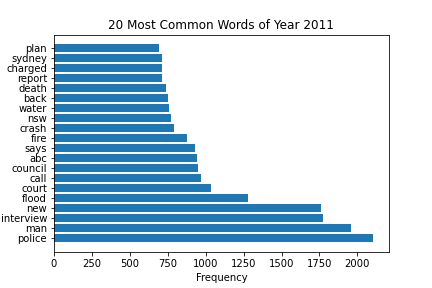 20 Most Common Words of Year 2011
plan
sydney
charged
report
death
back
water
nsw
crash
fire
says
abc
council
call
court
flood
new
interview
man
police
0 250 500 750 1000 1250 1500 1750 2000
Frequency